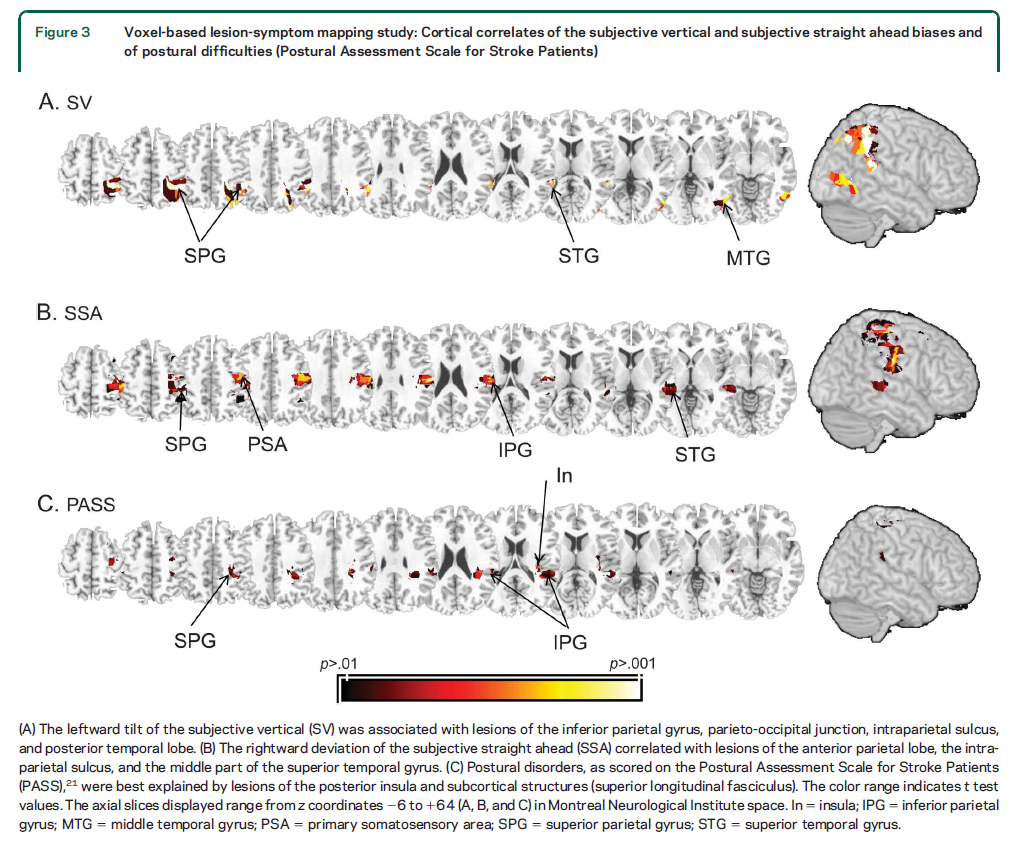 Figure 3 Voxel-based lesion-symptom mapping study: Cortical correlates of the subjective vertical and subjective straight ahead biases and
of postural difficulties (Postural Assessment Scale for Stroke Patients)
A. SV
SPG
STG
MTG
B. SSA
SPG
PSA
IPG
STG
In
C. PASS
SPG
IPG
p>.01
p>.001
(A) The leftward tilt of the subjective vertical (SV) was associated with lesions of the inferior parietal gyrus, parieto-occipital junction, intraparietal sulcus,
and posterior temporal lobe. (B) The rightward deviation of the subjective straight ahead (SSA) correlated with lesions of the anterior parietal lobe, the intra-
parietal sulcus, and the middle part of the superior temporal gyrus. (C) Postural disorders, as scored on the Postural Assessment Scale for Stroke Patients
(PASS),²¹ were best explained by lesions of the posterior insula and subcortical structures (superior longitudinal fasciculus). The color range indicates t test
values. The axial slices displayed range from z coordinates −6 to +64 (A, B, and C) in Montreal Neurological Institute space. In = insula; IPG = inferior parietal
gyrus; MTG = middle temporal gyrus; PSA = primary somatosensory area; SPG = superior parietal gyrus; STG = superior temporal gyrus.